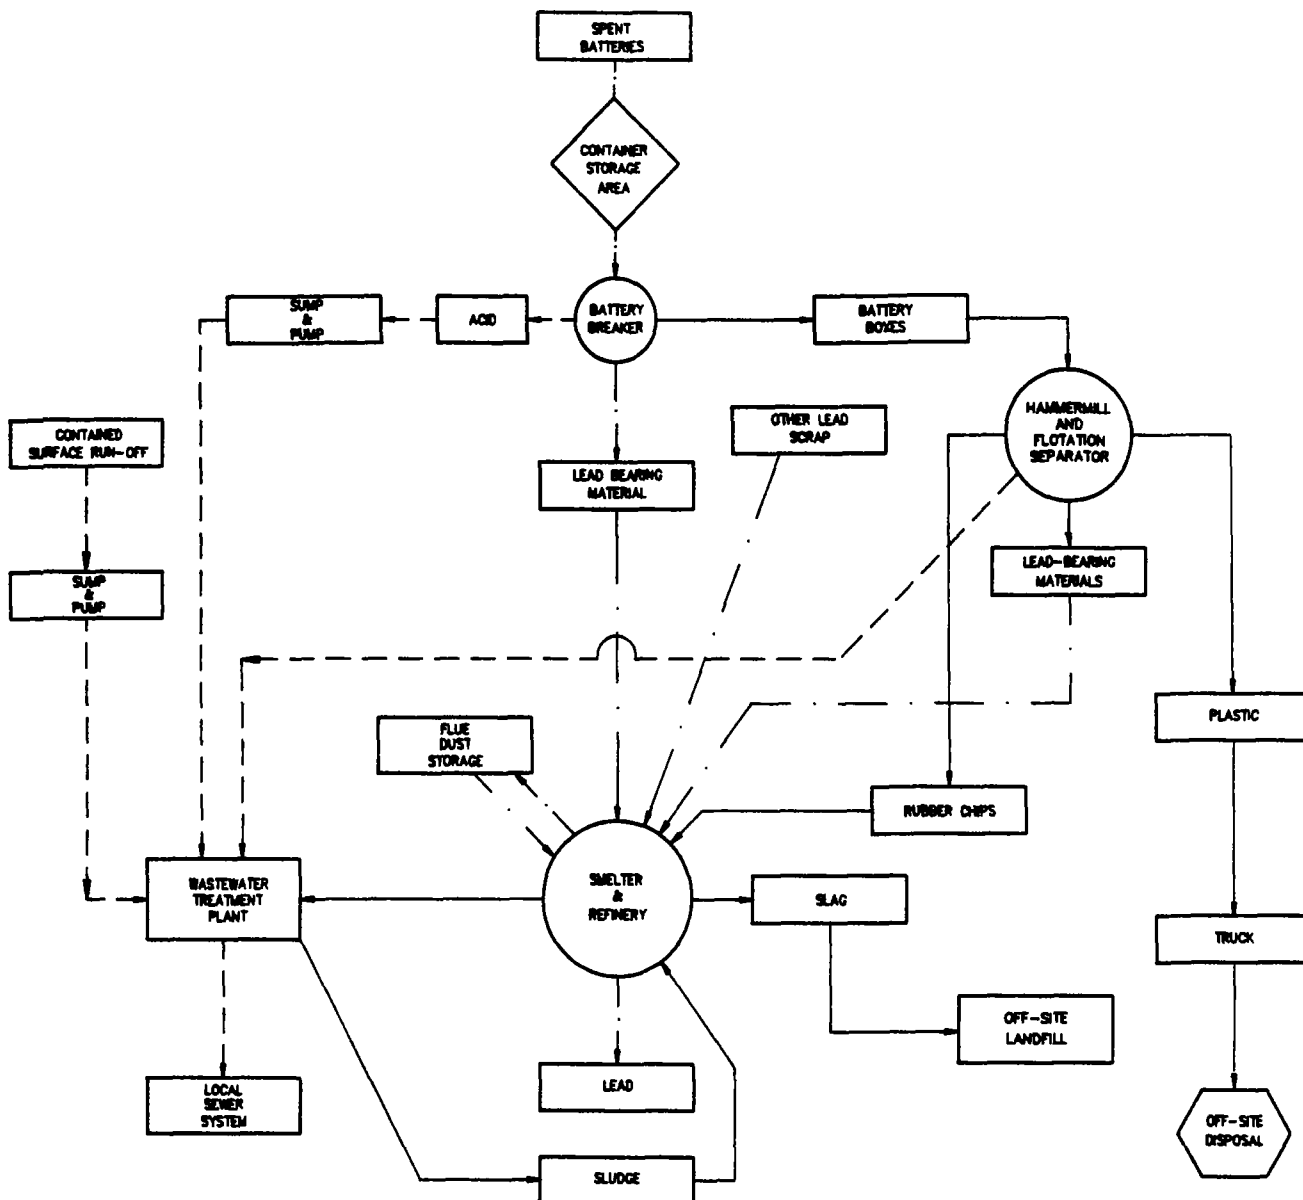 SPENT
BATTERIES
CONTAINER
STORAGE
AREA
SUMP
&
PUMP
ACID
BATTERY
BREAKER
BATTERY
BOXES
CONTAINED
SURFACE RUN-OFF
OTHER LEAD
SCRAP
HAMMERMILL
AND
FLOTATION
SEPARATOR
LEAD BEARING
MATERIAL
SUMP
&
PUMP
LEAD-BEARING
MATERIALS
FLUE
DUST
STORAGE
PLASTIC
RUBBER CHIPS
WASTEWATER
TREATMENT
PLANT
SMELTER
&
REFINERY
SLAG
TRUCK
OFF-SITE
LANDFILL
LOCAL
SEWER
SYSTEM
LEAD
OFF-SITE
DISPOSAL
SLUDGE